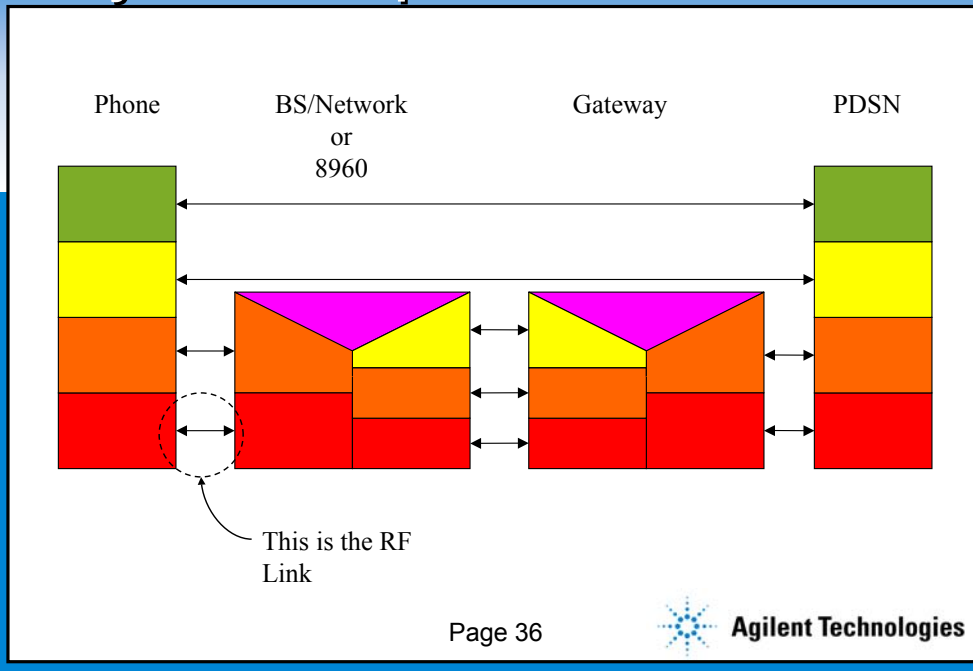 Phone
BS/Network
or
8960
Gateway
PDSN
This is the RF
Link
Page 36
Agilent Technologies